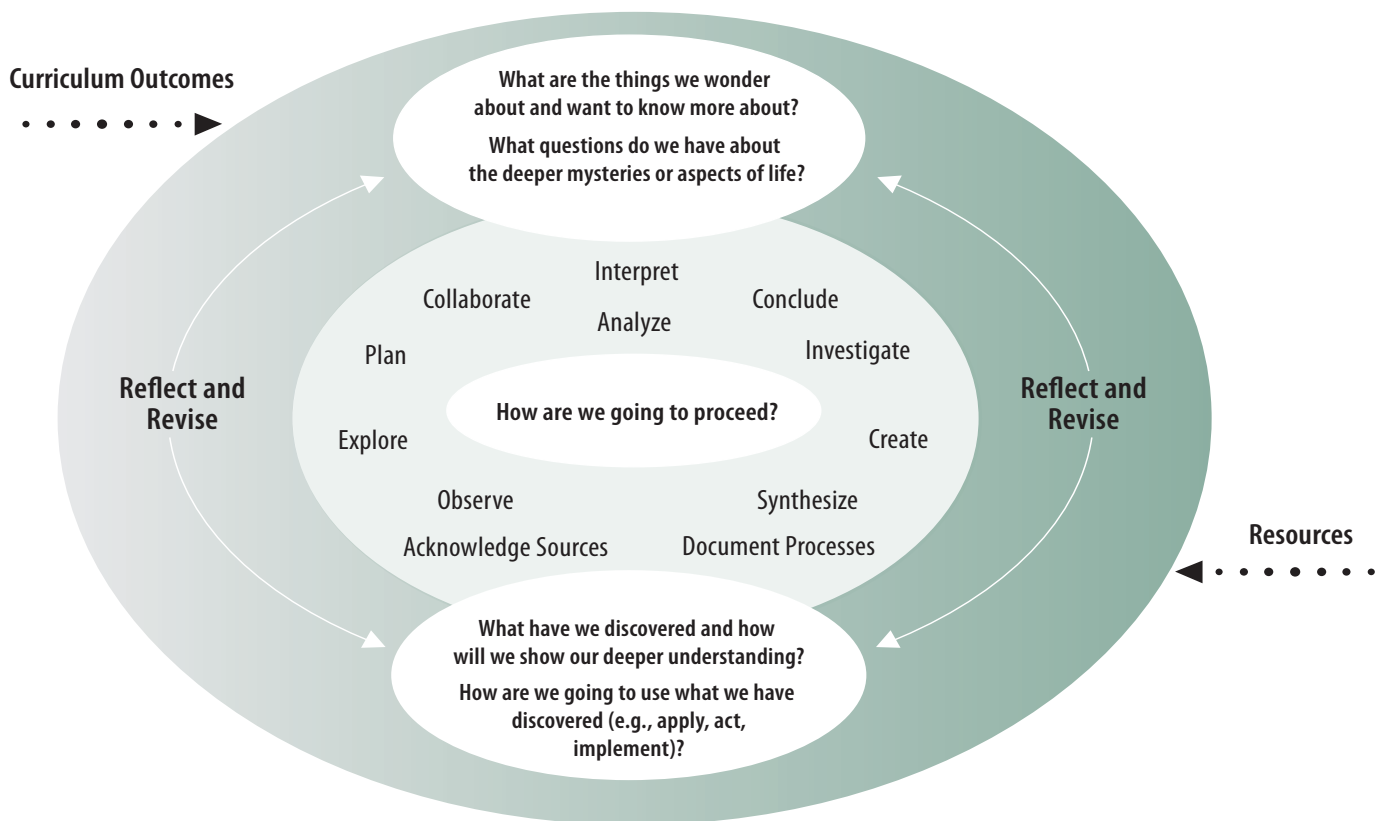 Curriculum Outcomes
What are the things we wonder
about and want to know more about?
What questions do we have about
the deeper mysteries or aspects of life?
Interpret
Collaborate
Conclude
Analyze
Plan
Investigate
Reflect and
Revise
How are we going to proceed?
Reflect and
Revise
Explore
Create
Observe
Synthesize
Acknowledge Sources
Document Processes
Resources
What have we discovered and how
will we show our deeper understanding?
How are we going to use what we have
discovered (e.g., apply, act,
implement)?